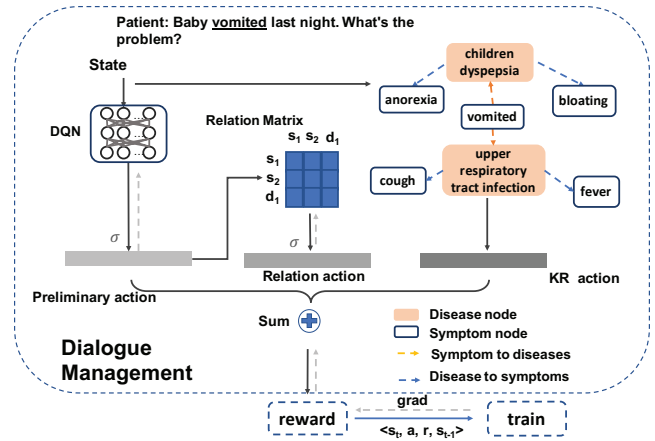 Patient: Baby vomited last night. What's the
problem?
State
DQN
Relation Matrix
s₁ s₂ d₁
s₁
s₂
d₁
children
dyspepsia
anorexia
bloating
vomited
upper
respiratory
tract infection
cough
fever
σ
σ
Preliminary action
Relation action
KR action
Sum
Disease node
Symptom node
Symptom to diseases
Disease to symptoms
Dialogue
Management
reward
grad
<sₜ, a, r, sₜ₋₁>
train